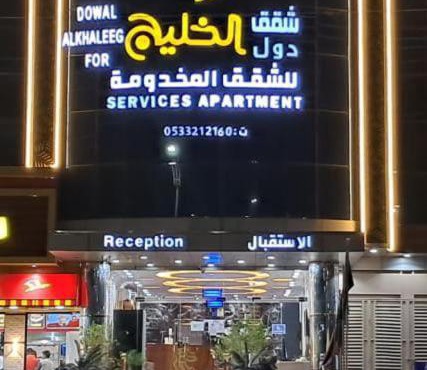 DOWAL
ALKHALEEG
FOR
شقق
دول
الخليج
للشقق المخدومة
SERVICES APARTMENT
ت: 0533212160
Reception
الاستقبال